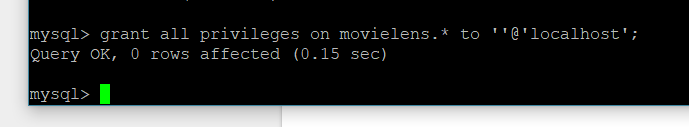 mysql> grant all privileges on movielens.* to ''@'localhost';
Query OK, 0 rows affected (0.15 sec)
mysql>